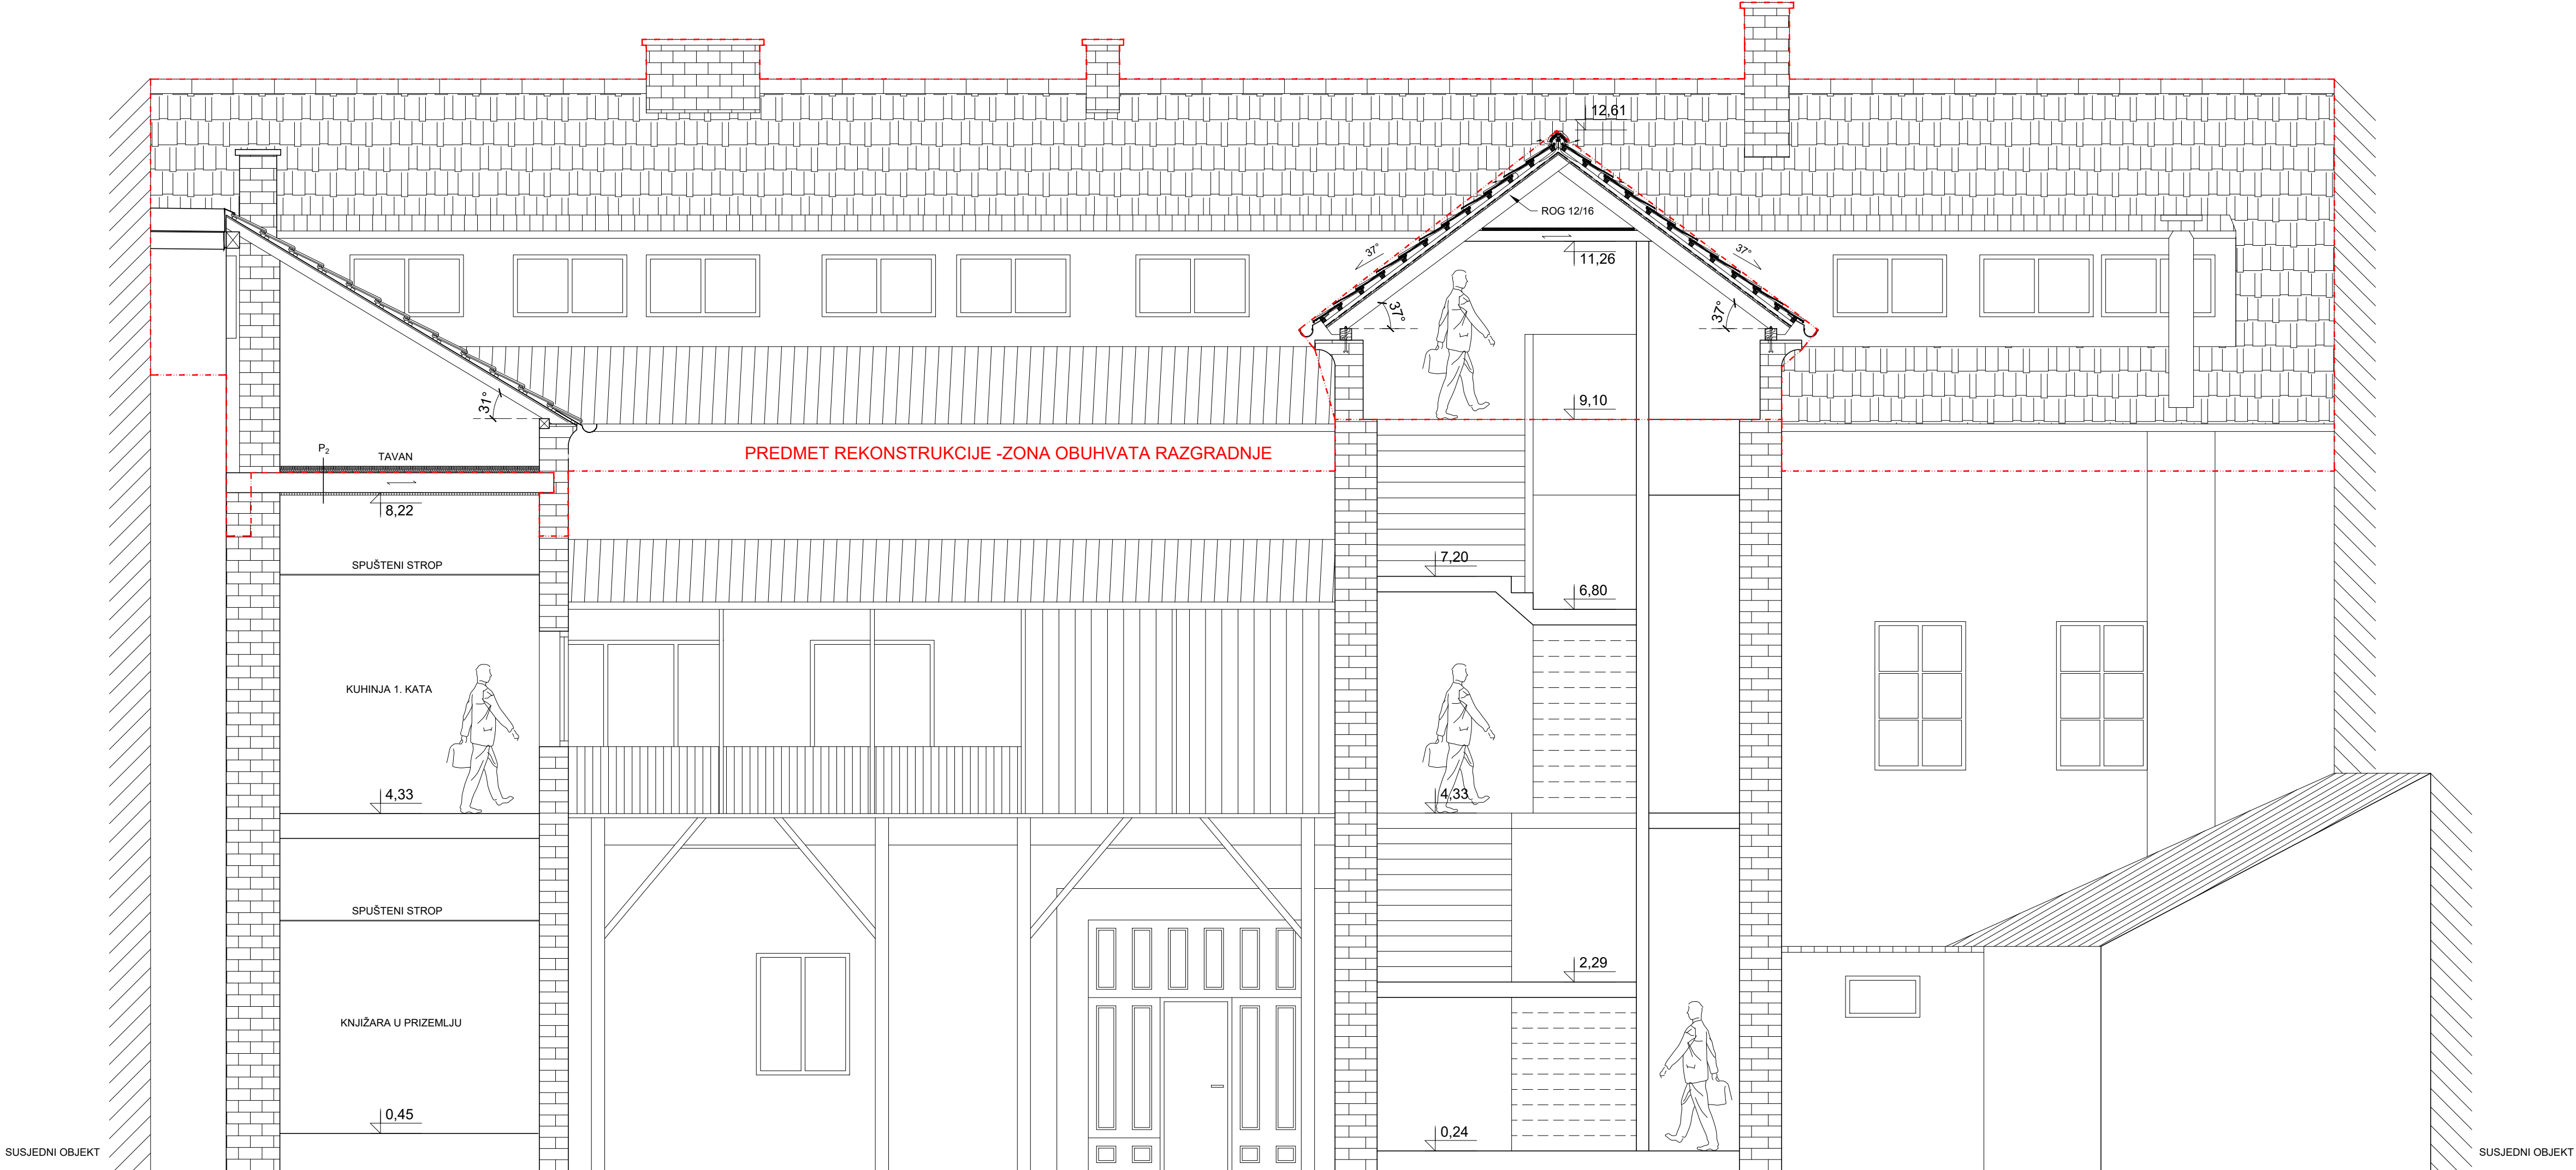 12,61
ROG 12/16
37°
37°
11,26
37°
37°
31°
9,10
PREDMET REKONSTRUKCIJE -ZONA OBUHVATA RAZGRADNJE
P2
TAVAN
8,22
7,20
SPUŠTENI STROP
6,80
KUHINJA 1. KATA
4,33
4,33
SPUŠTENI STROP
2,29
KNJIŽARA U PRIZEMLJU
0,45
0,24
SUSJEDNI OBJEKT
SUSJEDNI OBJEKT